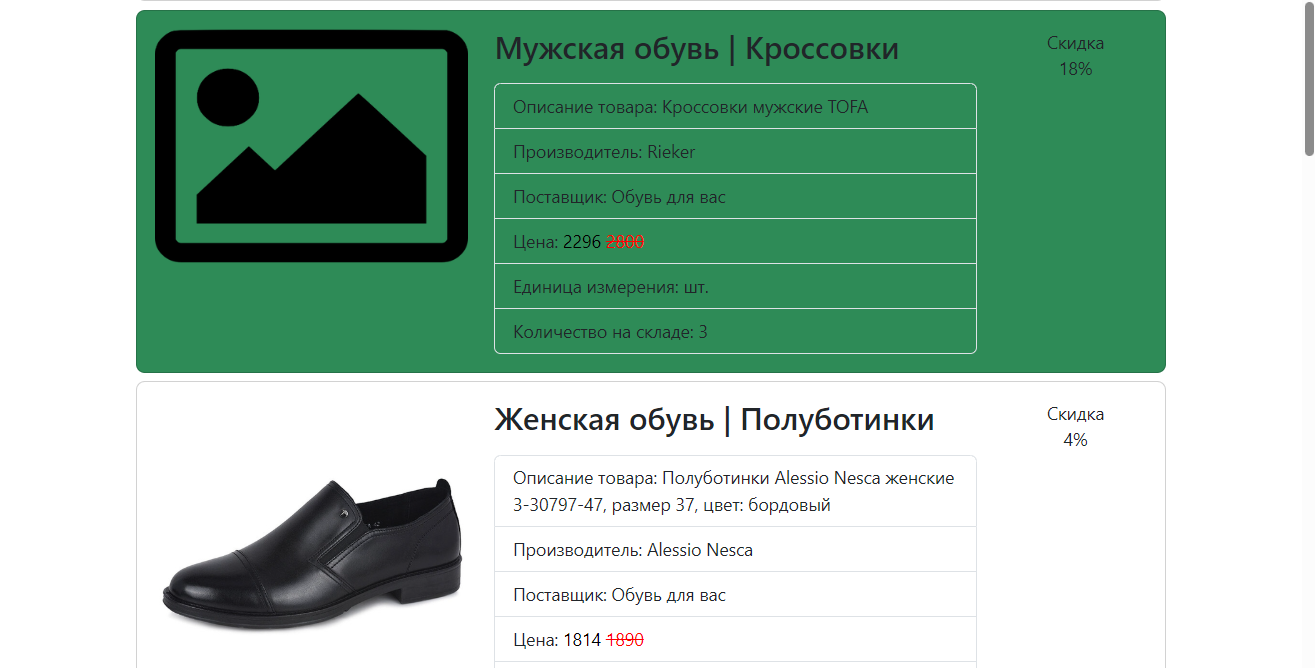 Мужская обувь | Кроссовки
Скидка
18%
Описание товара: Кроссовки мужские TOFA
Производитель: Rieker
Поставщик: Обувь для вас
Цена: 2296 2800
Единица измерения: шт.
Количество на складе: 3
Женская обувь | Полуботинки
Скидка
4%
Описание товара: Полуботинки Alessio Nesca женские
3-30797-47, размер 37, цвет: бордовый
Производитель: Alessio Nesca
Поставщик: Обувь для вас
Цена: 1814 1890